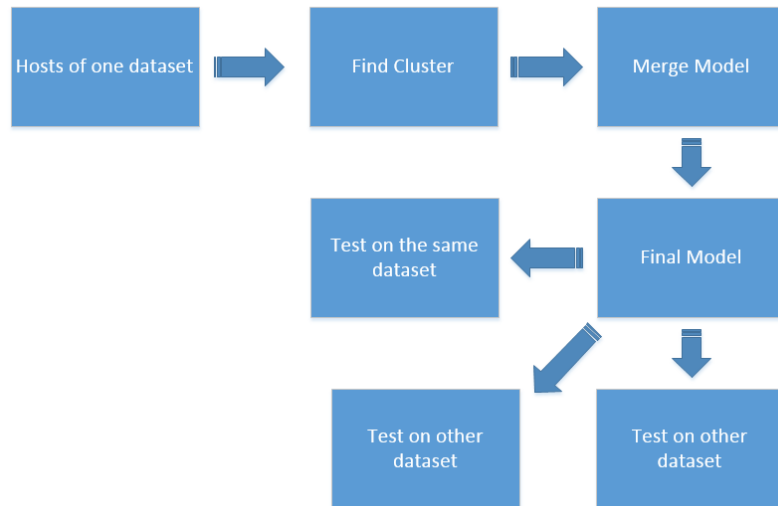 Hosts of one dataset
Find Cluster
Merge Model
Test on the same
dataset
Final Model
Test on other
dataset
Test on other
dataset